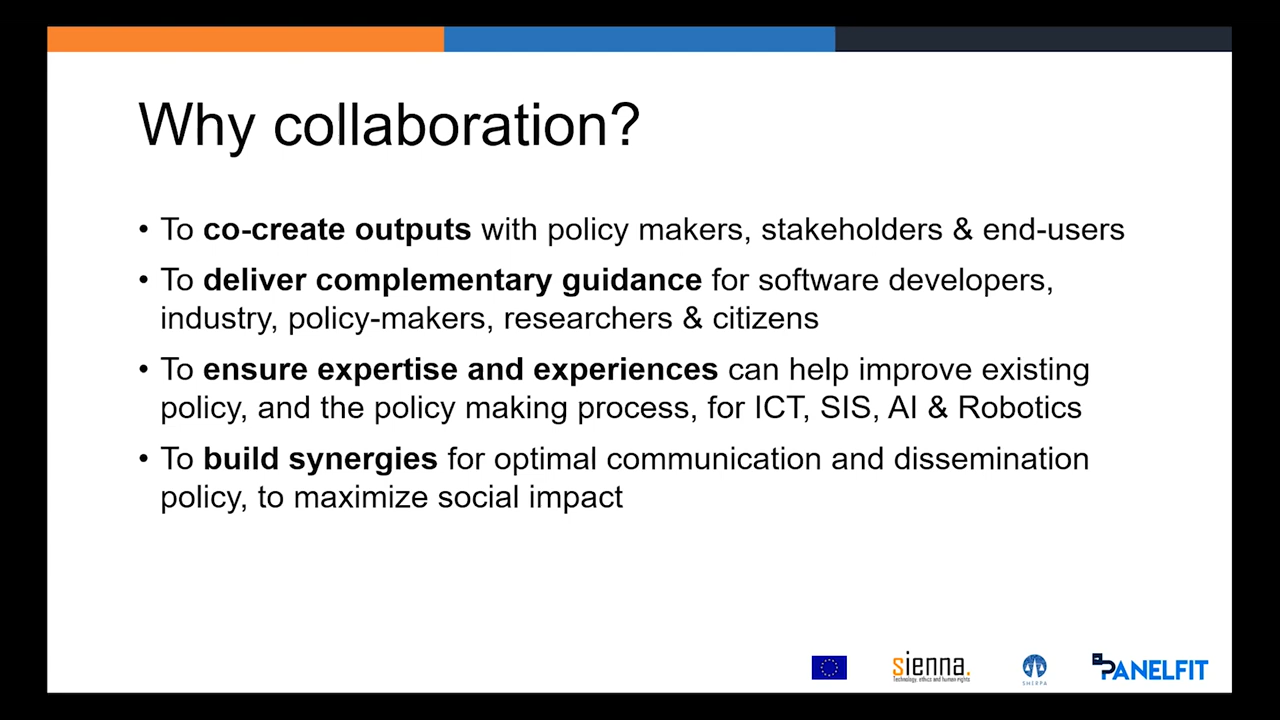 Why collaboration?
• To co-create outputs with policy makers, stakeholders & end-users
• To deliver complementary guidance for software developers,
industry, policy-makers, researchers & citizens
• To ensure expertise and experiences can help improve existing
policy, and the policy making process, for ICT, SIS, AI & Robotics
• To build synergies for optimal communication and dissemination
policy, to maximize social impact
sienna.
Technology, ethics and human rights
SHERPA
PANELFIT